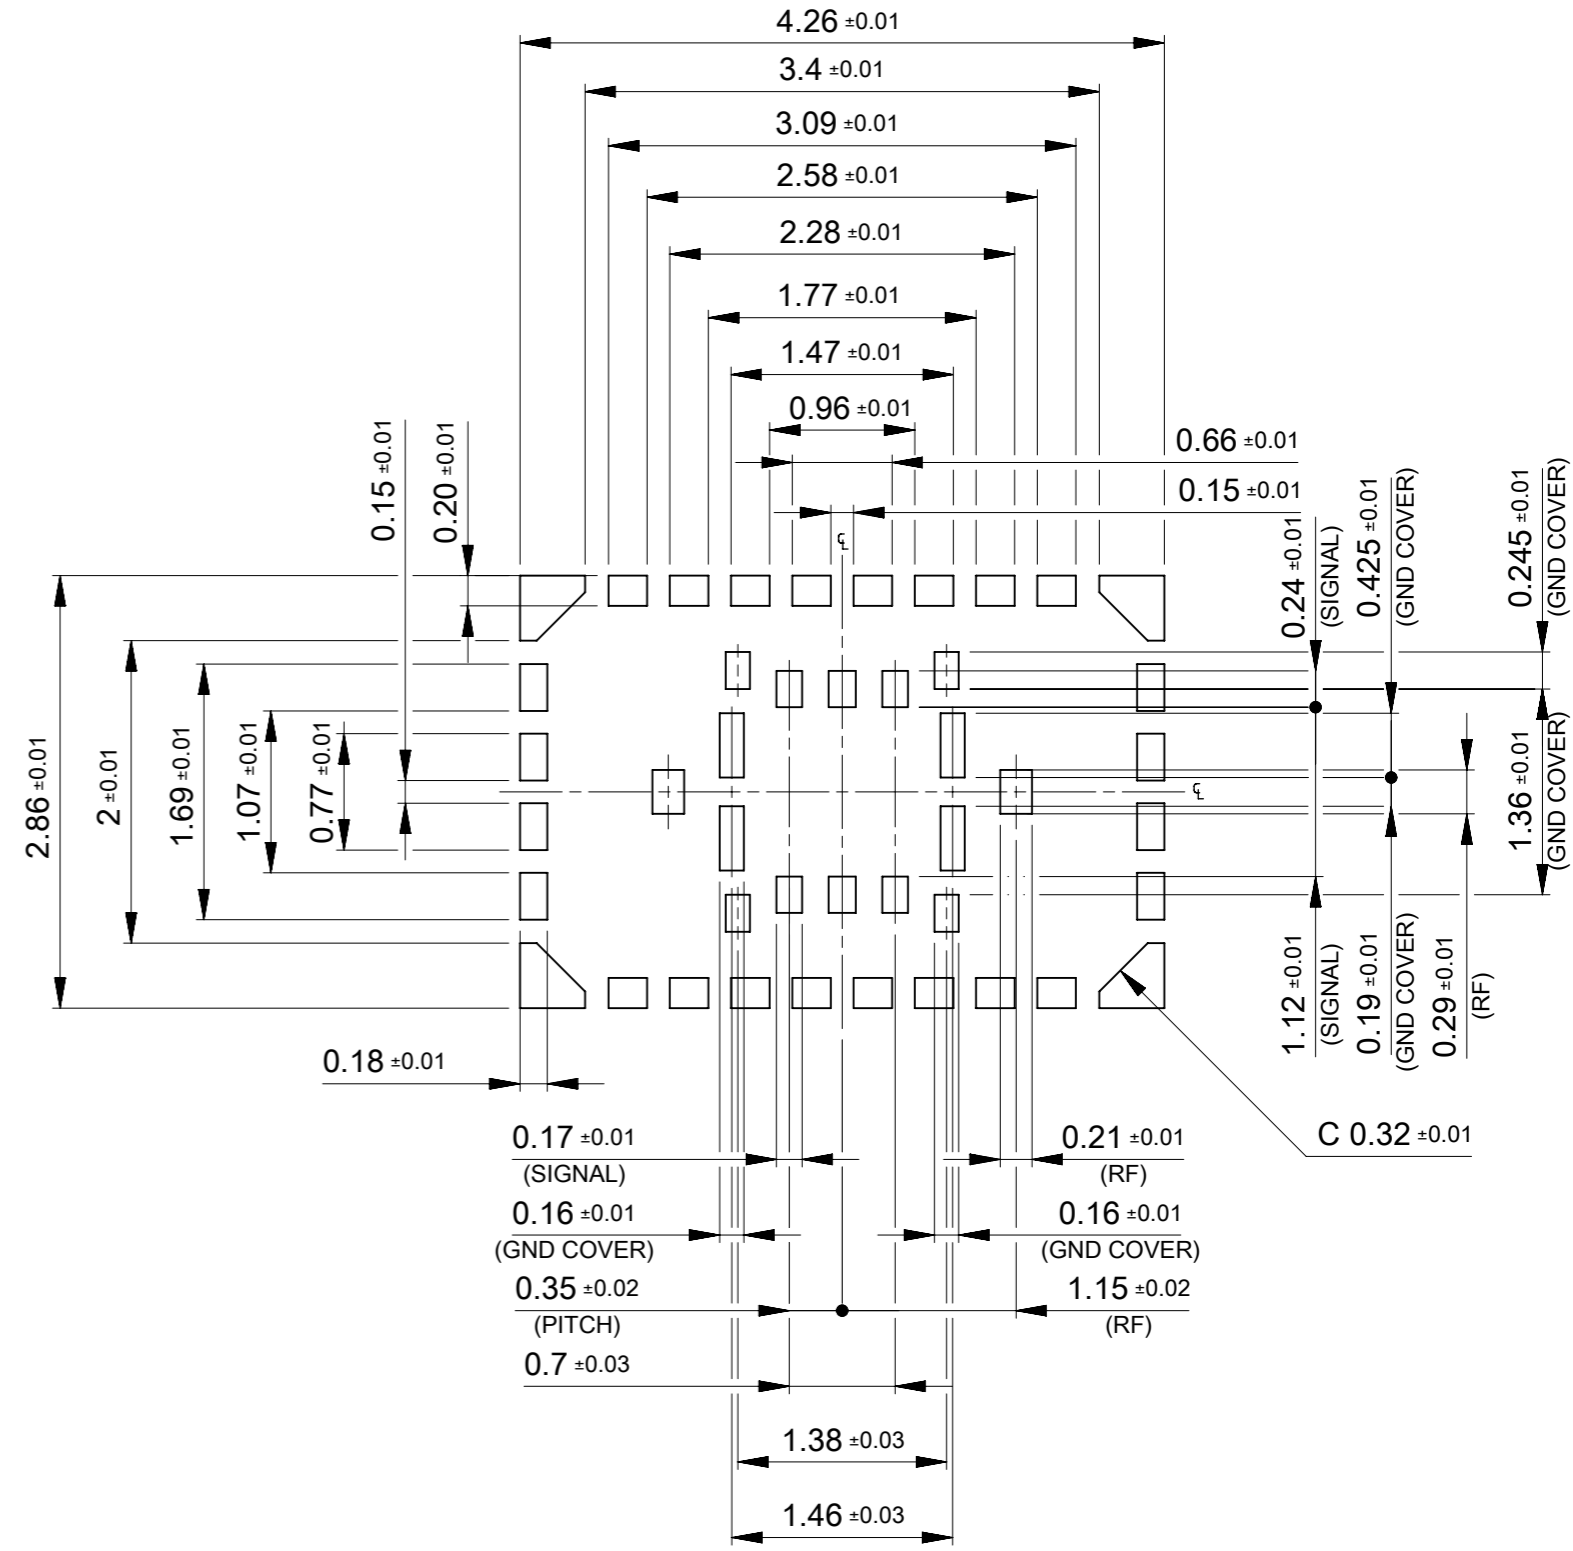 4.26 ±0.01
3.4 ±0.01
3.09 ±0.01
2.58 ±0.01
2.28 ±0.01
1.77 ±0.01
1.47 ±0.01
0.96 ±0.01
0.66 ±0.01
0.15 ±0.01
0.15 ±0.01
0.20 ±0.01
℄
0.24 ±0.01
(SIGNAL)
0.425 ±0.01
(GND COVER)
0.245 ±0.01
(GND COVER)
2.86 ±0.01
2 ±0.01
1.69 ±0.01
1.07 ±0.01
0.77 ±0.01
℄
1.36 ±0.01
(GND COVER)
1.12 ±0.01
(SIGNAL)
0.19 ±0.01
(GND COVER)
0.29 ±0.01
(RF)
0.18 ±0.01
C 0.32 ±0.01
0.17 ±0.01
(SIGNAL)
0.21 ±0.01
(RF)
0.16 ±0.01
(GND COVER)
0.16 ±0.01
(GND COVER)
0.35 ±0.02
(PITCH)
1.15 ±0.02
(RF)
0.7 ±0.03
1.38 ±0.03
1.46 ±0.03